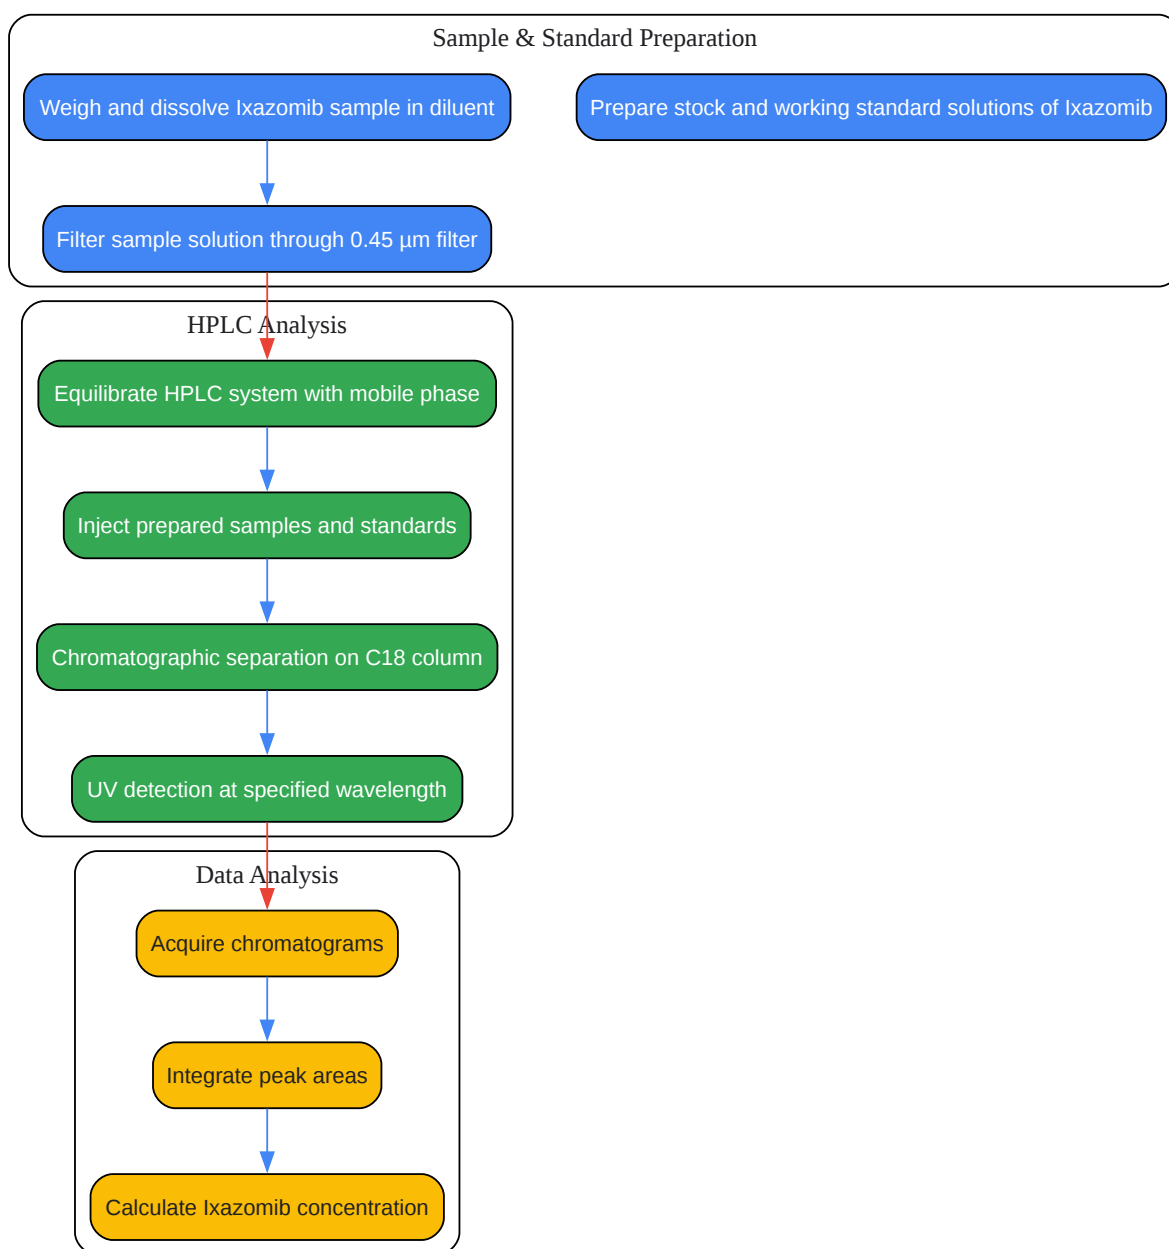 Sample & Standard Preparation
Weigh and dissolve Ixazomib sample in diluent
Prepare stock and working standard solutions of Ixazomib
Filter sample solution through 0.45 µm filter
HPLC Analysis
Equilibrate HPLC system with mobile phase
Inject prepared samples and standards
Chromatographic separation on C18 column
UV detection at specified wavelength
Data Analysis
Acquire chromatograms
Integrate peak areas
Calculate Ixazomib concentration